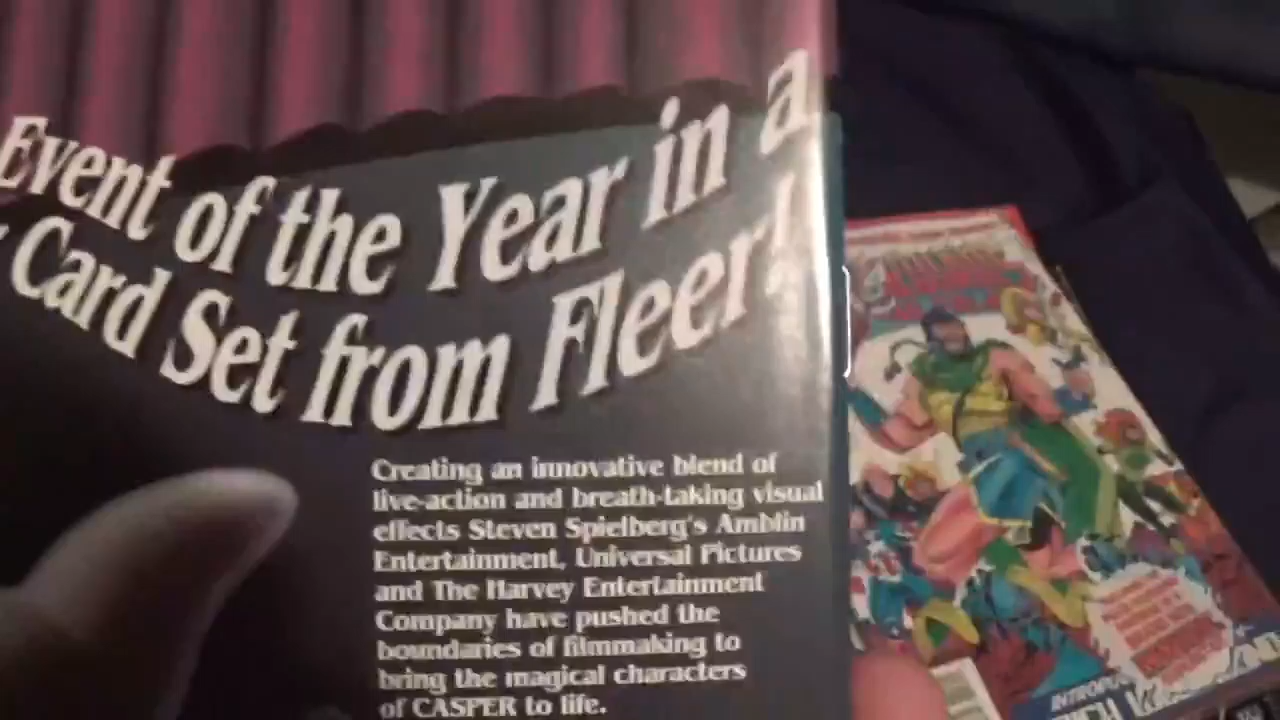 Event of the Year in a
Card Set from Fleer!
Creating an innovative blend of
live-action and breath-taking visual
effects Steven Spielberg's Amblin
Entertainment, Universal Pictures
and The Harvey Entertainment
Company have pushed the
boundaries of filmmaking to
bring the magical characters
of CASPER to life.